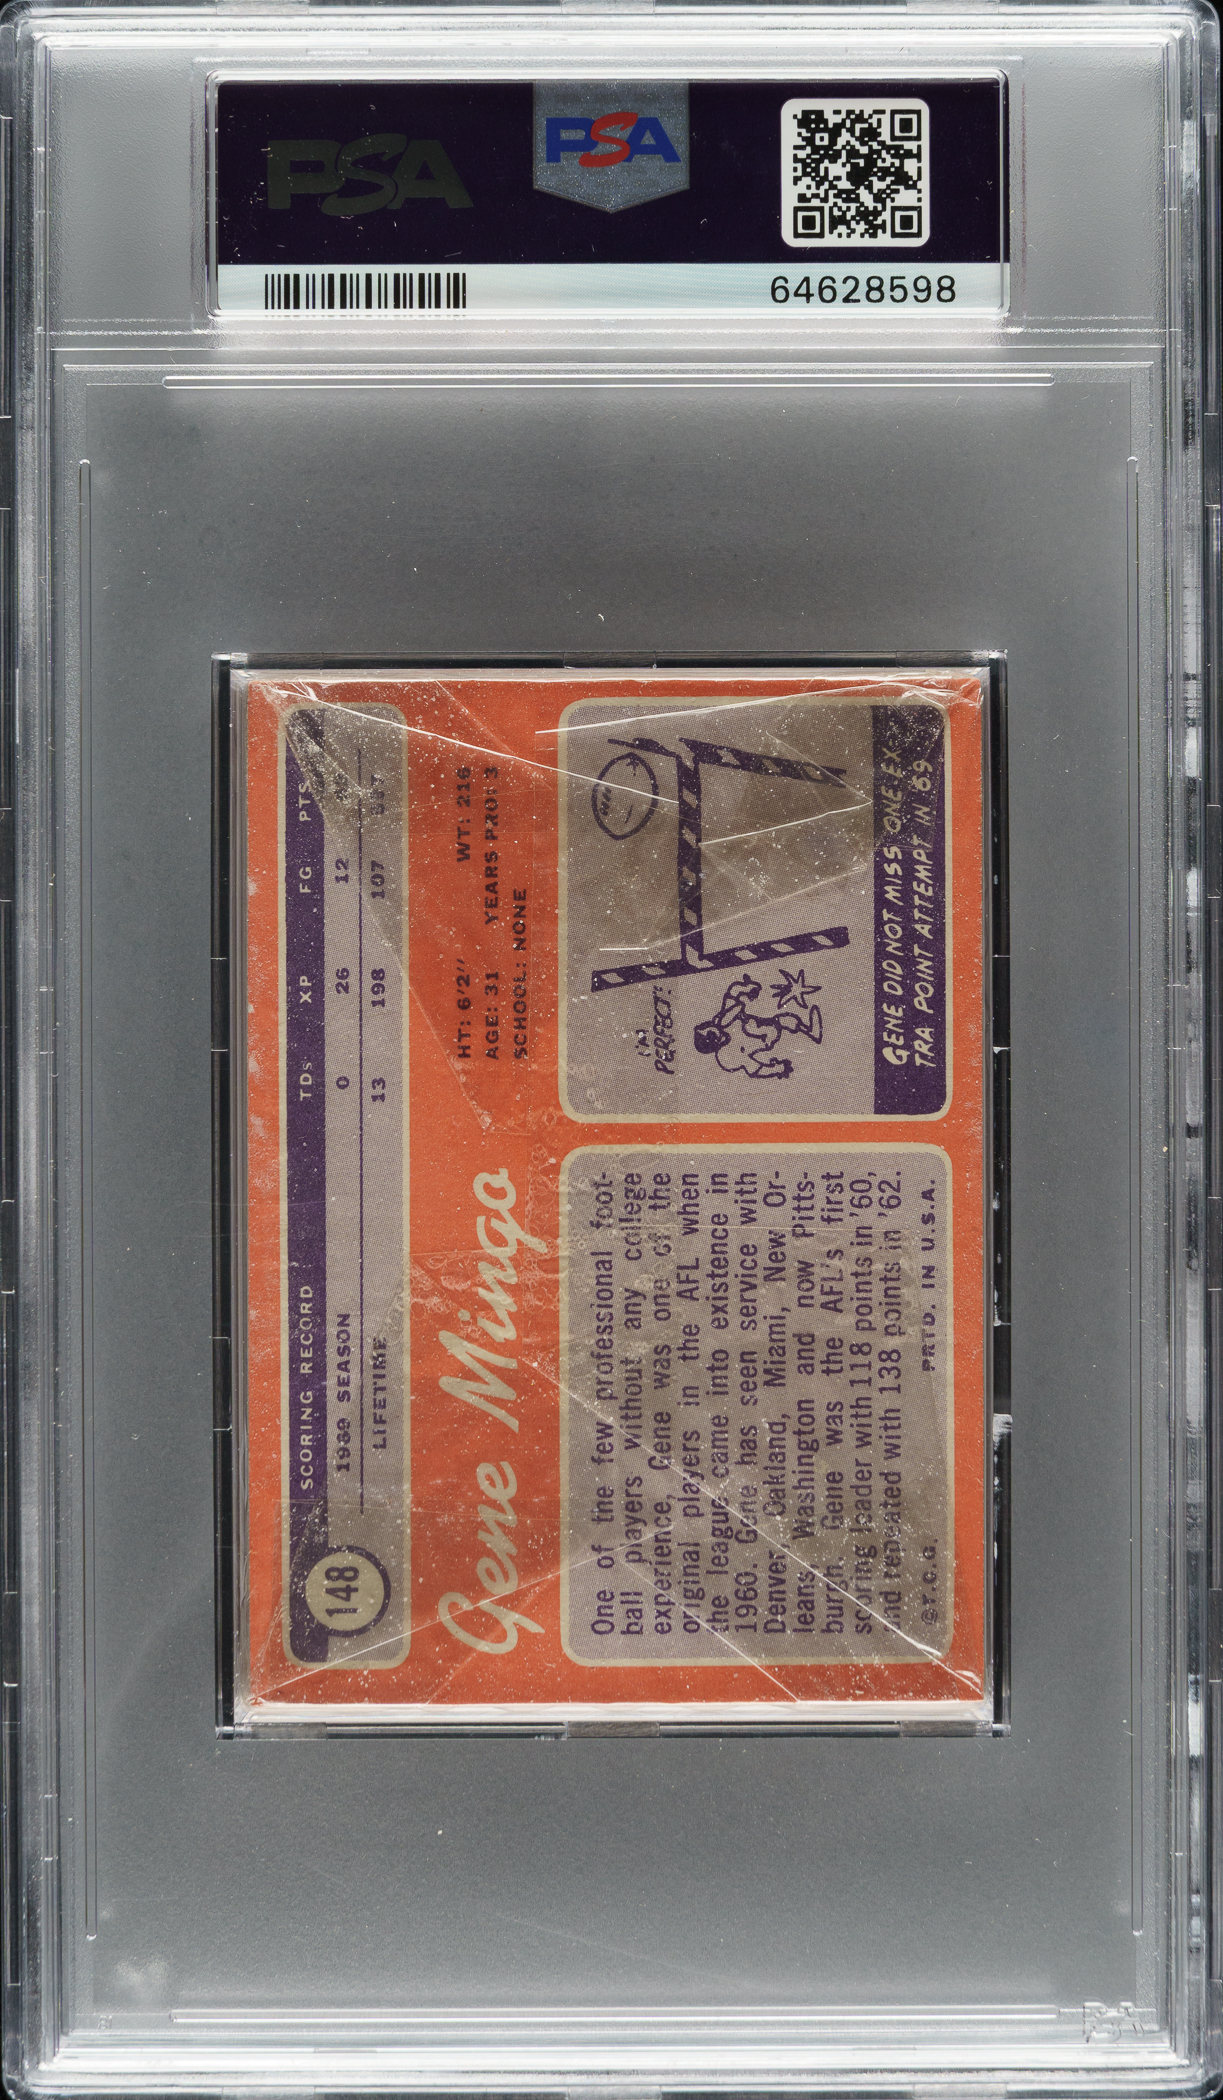 PSA
PSA
64628598
148
SCORING RECORD TDs XP FG PTS.
1969 SEASON 0 26 12
LIFETIME 13 198 107
Gene Mingo
HT: 6'2" WT: 216
AGE: 31 YEARS PRO: 3
SCHOOL: NONE
One of the few professional foot-
ball players without any college
experience, Gene was one of the
original players in the AFL when
the league came into existence in
1960. Gene has seen service with
Denver, Oakland, Miami, New Or-
leans, Washington and now Pitts-
burgh. Gene was the AFL's first
scoring leader with 118 points in '60,
and repeated with 138 points in '62.
©T.C.G. PRTD. IN U.S.A.
I'M
PERFECT!
GENE DID NOT MISS ONE EX-
TRA POINT ATTEMPT IN '69.